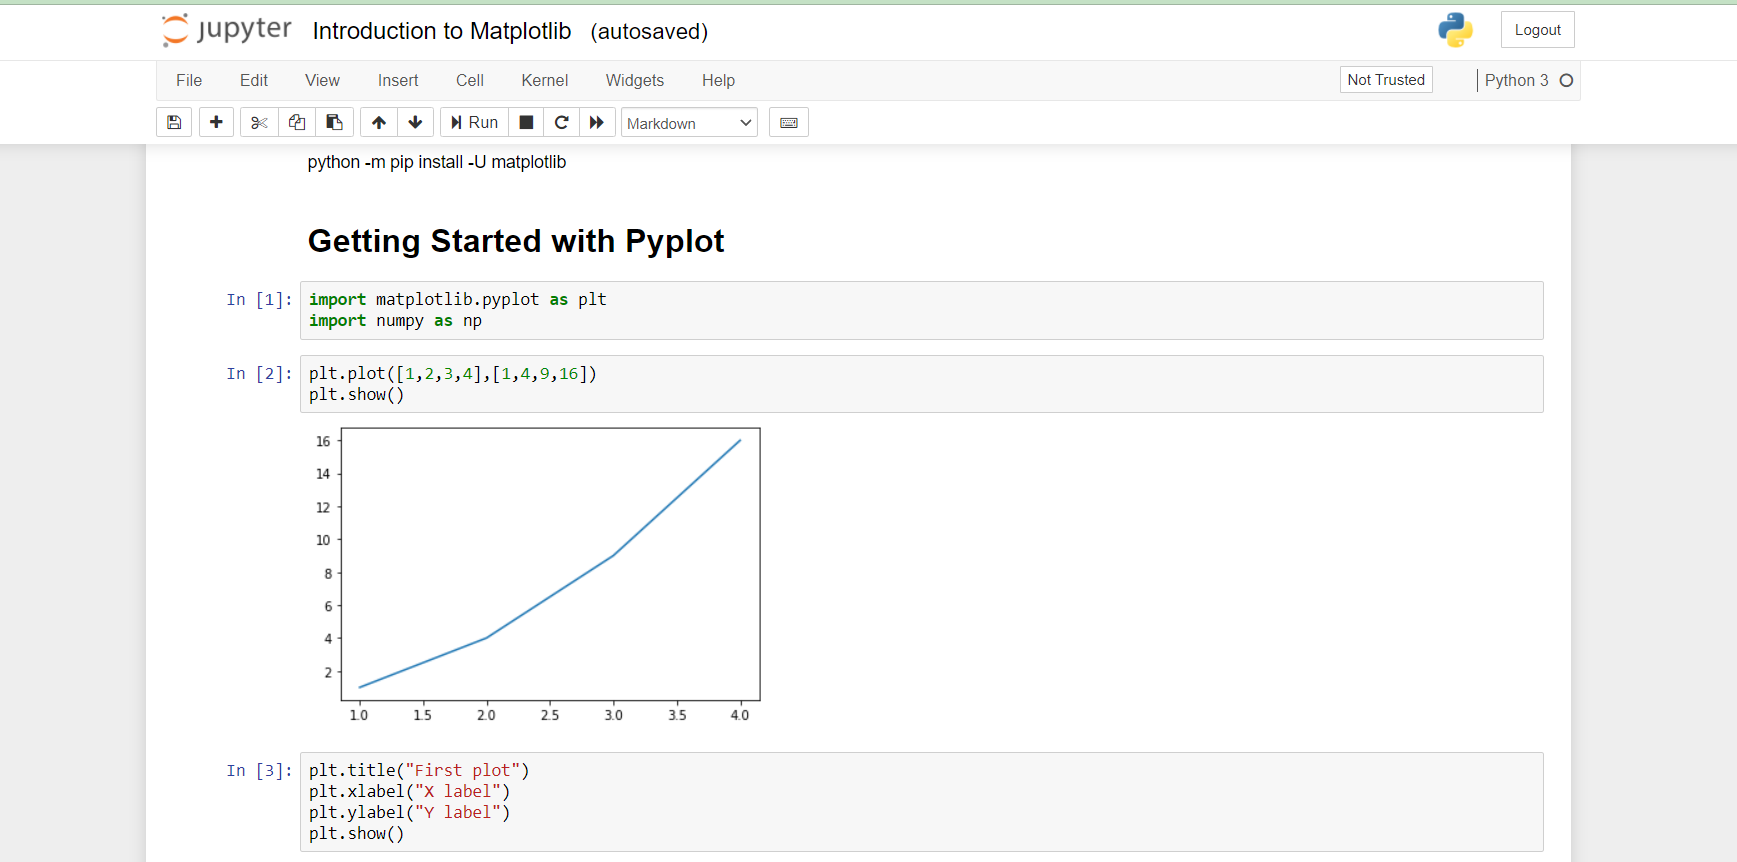 jupyter Introduction to Matplotlib (autosaved) Logout
File Edit View Insert Cell Kernel Widgets Help Not Trusted Python 3
Run Markdown
python -m pip install -U matplotlib
Getting Started with Pyplot
In [1]: import matplotlib.pyplot as plt
import numpy as np
In [2]: plt.plot([1,2,3,4],[1,4,9,16])
plt.show()
16
14
12
10
8
6
4
2
1.0 1.5 2.0 2.5 3.0 3.5 4.0
In [3]: plt.title("First plot")
plt.xlabel("X label")
plt.ylabel("Y label")
plt.show()